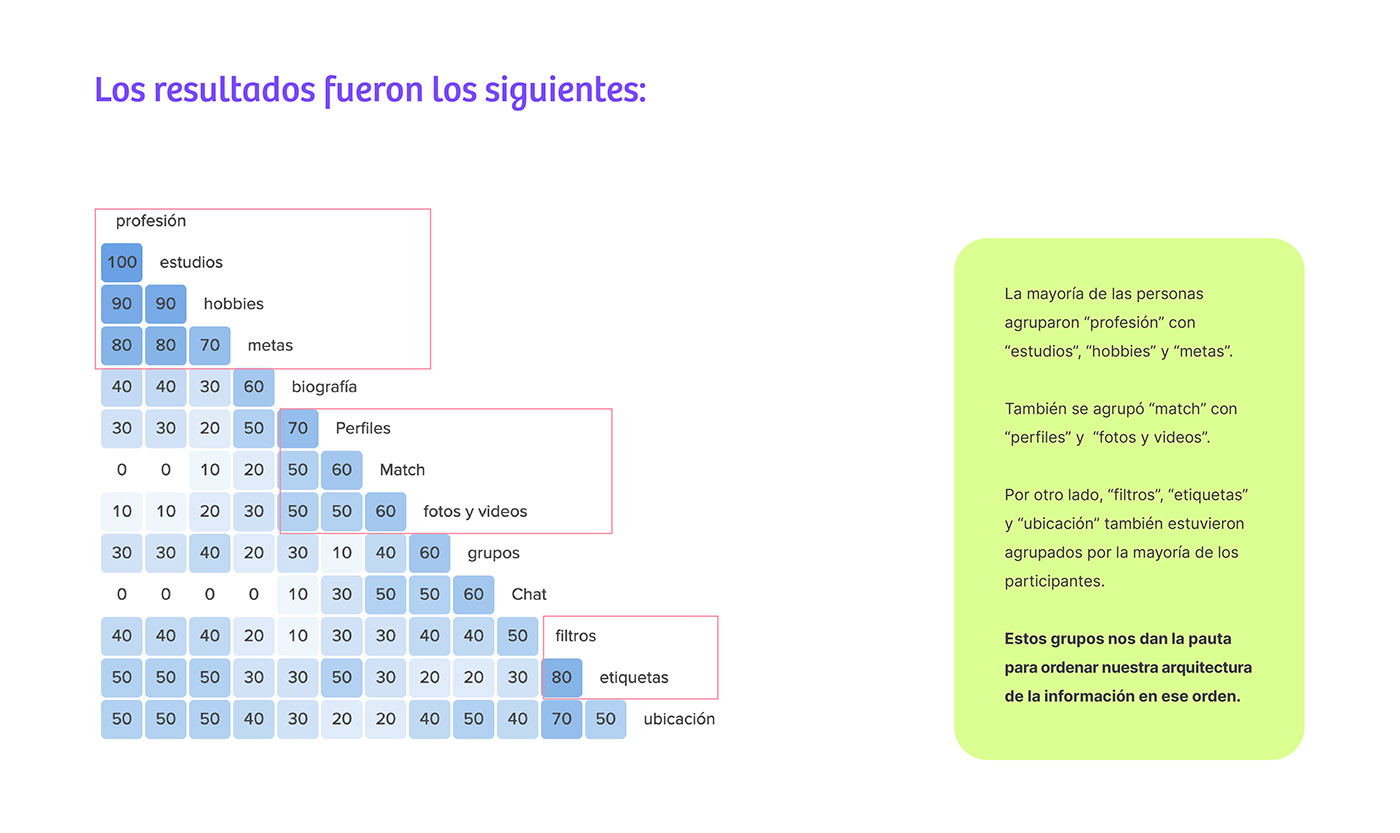 Los resultados fueron los siguientes:
profesión
100 estudios
90 90 hobbies
80 80 70 metas
40 40 30 60 biografía
30 30 20 50 70 Perfiles
0 0 10 20 50 60 Match
10 10 20 30 50 50 60 fotos y videos
30 30 40 20 30 10 40 60 grupos
0 0 0 0 10 30 50 50 60 Chat
40 40 40 20 10 30 30 40 40 50 filtros
50 50 50 30 30 50 30 20 20 30 80 etiquetas
50 50 50 40 30 20 20 40 50 40 70 50 ubicación
La mayoría de las personas
agruparon “profesión” con
“estudios”, “hobbies” y “metas”.
También se agrupó “match” con
“perfiles” y “fotos y videos”.
Por otro lado, “filtros”, “etiquetas”
y “ubicación” también estuvieron
agrupados por la mayoría de los
participantes.
Estos grupos nos dan la pauta
para ordenar nuestra arquitectura
de la información en ese orden.